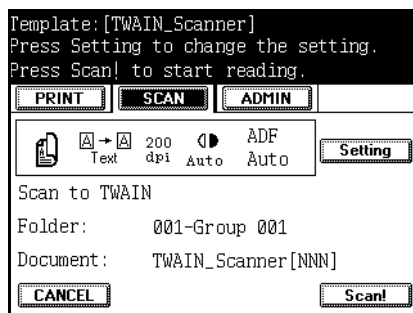 Template:[TWAIN_Scanner]
Press Setting to change the setting.
Press Scan! to start reading.
PRINT SCAN ADMIN
A → A 200 ADF
Text dpi Auto Auto
Setting
Scan to TWAIN
Folder: 001-Group 001
Document: TWAIN_Scanner[NNN]
CANCEL Scan!